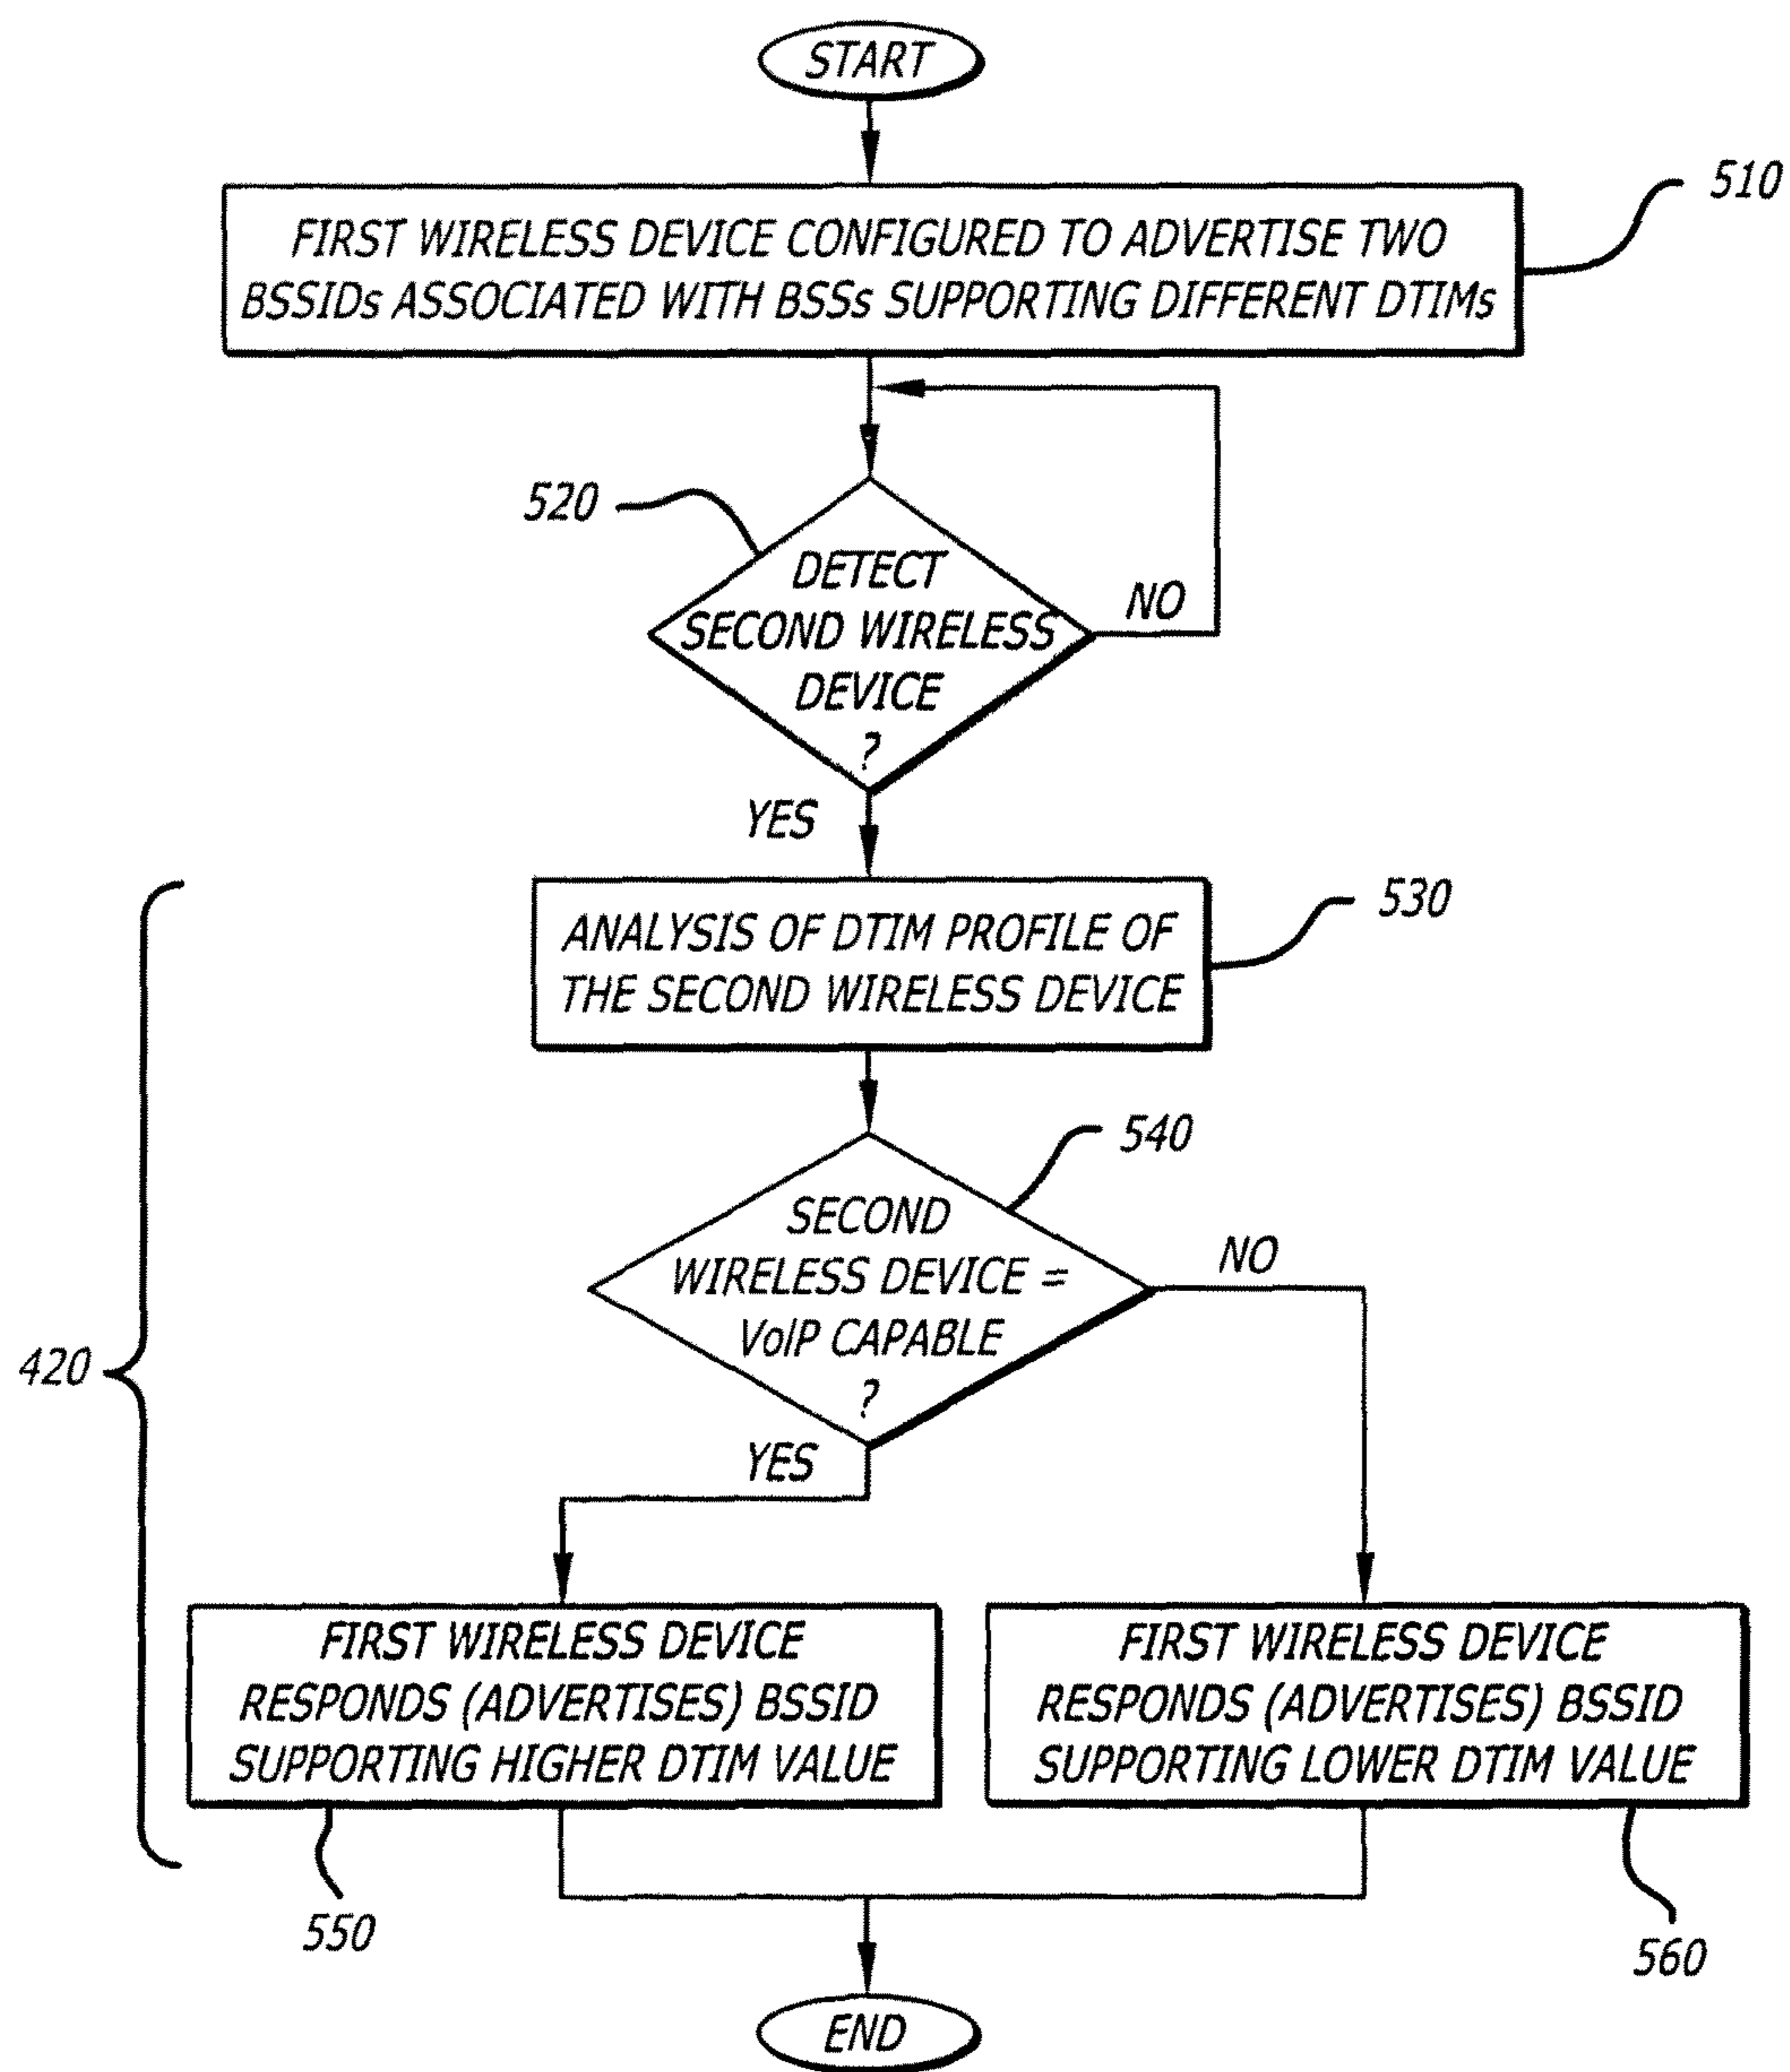 START
510
FIRST WIRELESS DEVICE CONFIGURED TO ADVERTISE TWO
BSSIDs ASSOCIATED WITH BSSs SUPPORTING DIFFERENT DTIMs
520
DETECT
SECOND WIRELESS
DEVICE
?
NO
YES
530
ANALYSIS OF DTIM PROFILE OF
THE SECOND WIRELESS DEVICE
540
SECOND
WIRELESS DEVICE =
VoIP CAPABLE
?
NO
YES
420
FIRST WIRELESS DEVICE
RESPONDS (ADVERTISES) BSSID
SUPPORTING HIGHER DTIM VALUE
FIRST WIRELESS DEVICE
RESPONDS (ADVERTISES) BSSID
SUPPORTING LOWER DTIM VALUE
550
560
END